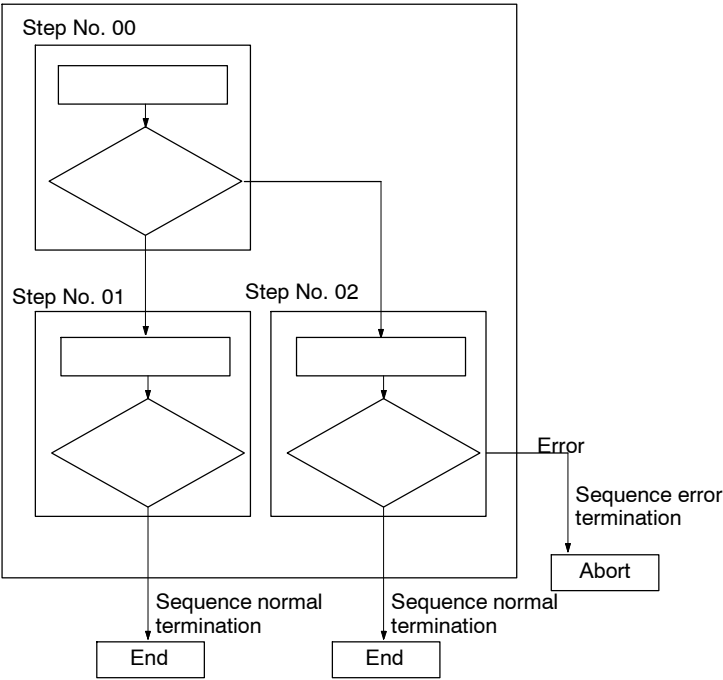 Step No. 00
Step No. 01
Step No. 02
Error
Sequence error
termination
Abort
Sequence normal
termination
Sequence normal
termination
End
End